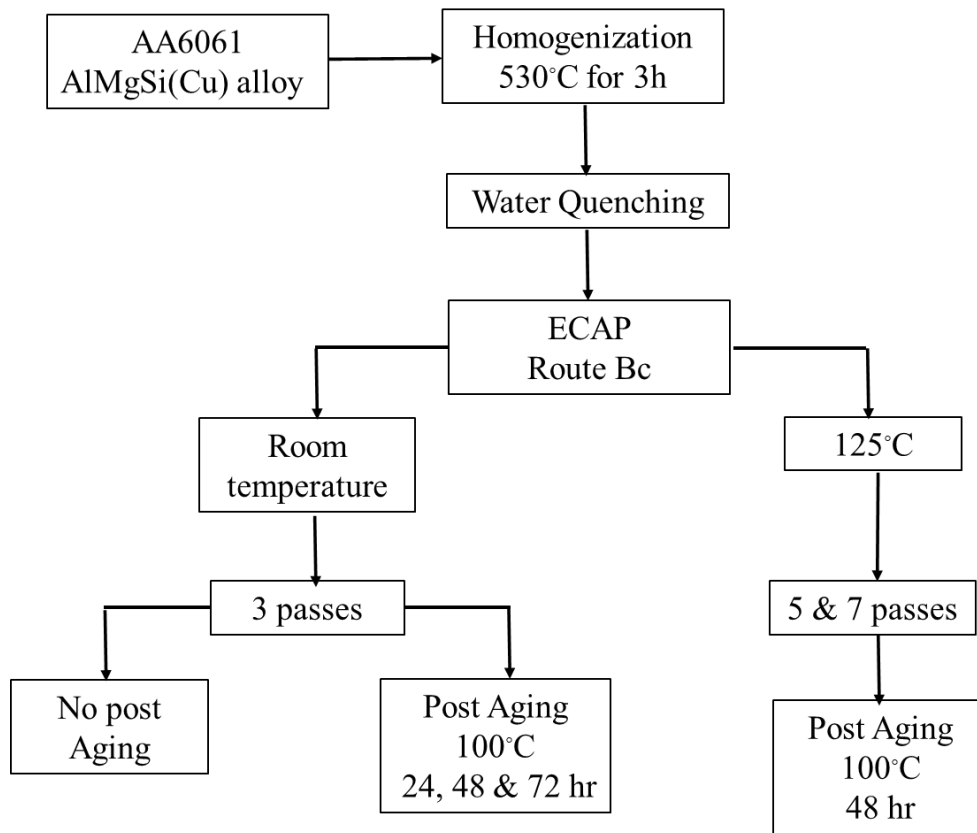 AA6061
AlMgSi(Cu) alloy
Homogenization
530°C for 3h
Water Quenching
ECAP
Route Bc
Room
temperature
125°C
3 passes
5 & 7 passes
No post
Aging
Post Aging
100°C
24, 48 & 72 hr
Post Aging
100°C
48 hr